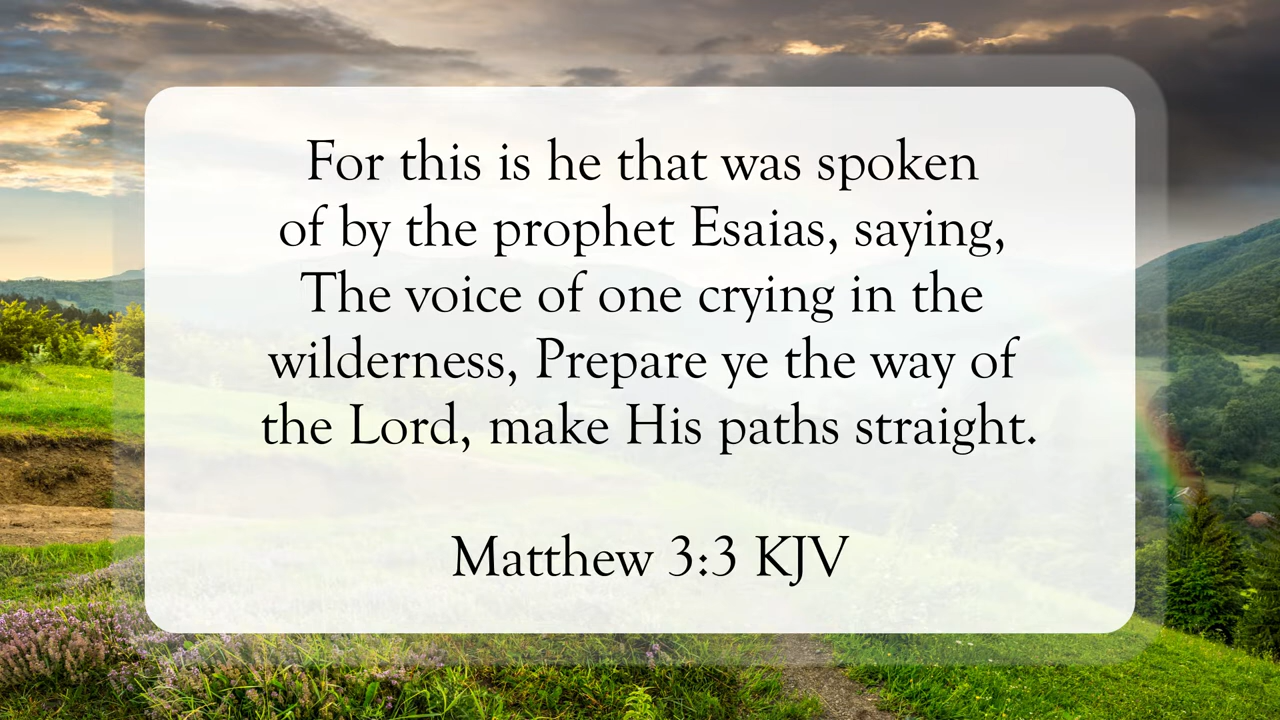 For this is he that was spoken
of by the prophet Esaias, saying,
The voice of one crying in the
wilderness, Prepare ye the way of
the Lord, make His paths straight.
Matthew 3:3 KJV